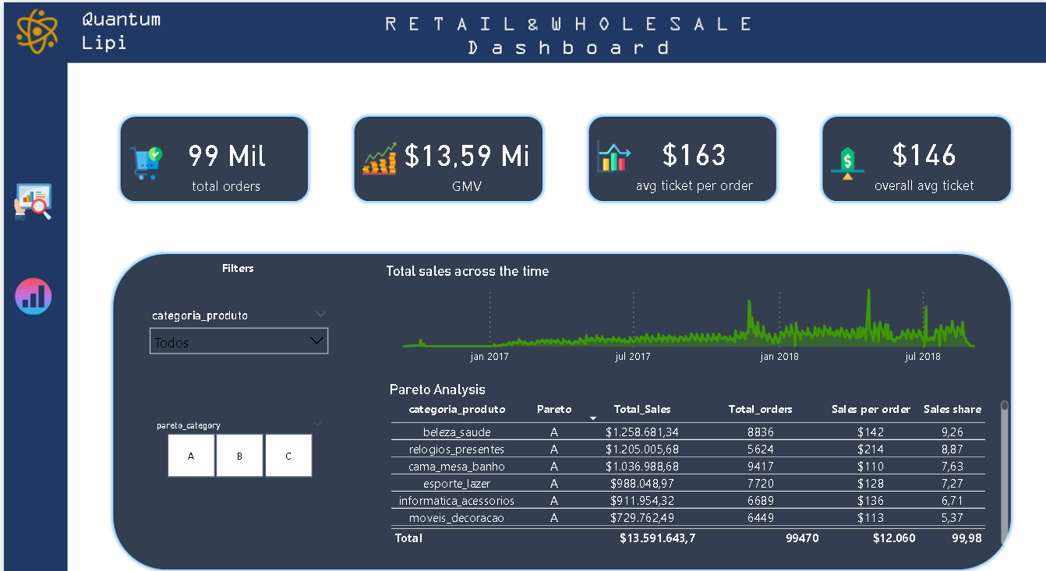 Quantum
Lipi
RETAIL&WHOLESALE
Dashboard
99 Mil
total orders
$13,59 Mi
GMV
$163
avg ticket per order
$146
overall avg ticket
Filters
categoria_produto
Todos
pareto_category
A B C
Total sales across the time
jan 2017 jul 2017 jan 2018 jul 2018
Pareto Analysis
categoria_produto Pareto Total_Sales Total_orders Sales per order Sales share
beleza_saude A $1.258.681,34 8836 $142 9,26
relogios_presentes A $1.205.005,68 5624 $214 8,87
cama_mesa_banho A $1.036.988,68 9417 $110 7,63
esporte_lazer A $988.048,97 7720 $128 7,27
informatica_acessorios A $911.954,32 6689 $136 6,71
moveis_decoracao A $729.762,49 6449 $113 5,37
Total $13.591.643,7 99470 $12.060 99,98